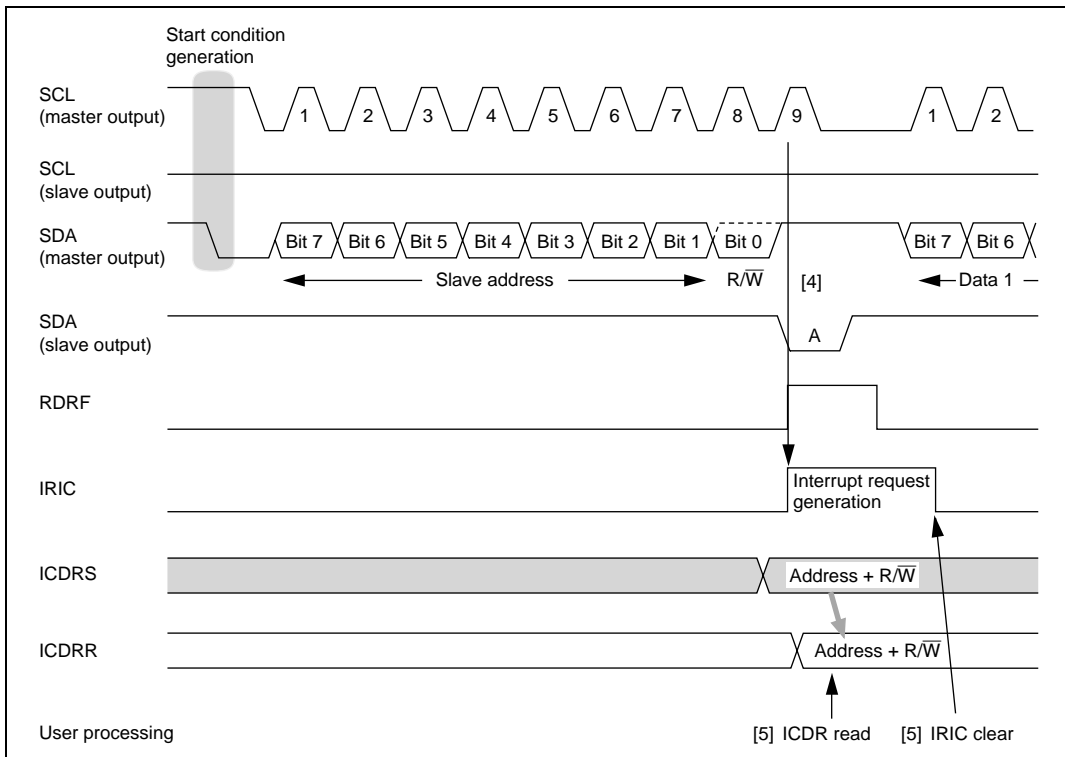 Start condition
generation
SCL
(master output)
1 2 3 4 5 6 7 8 9 1 2
SCL
(slave output)
SDA
(master output)
Bit 7 Bit 6 Bit 5 Bit 4 Bit 3 Bit 2 Bit 1 Bit 0 Bit 7 Bit 6
Slave address R/W̅ [4] Data 1
SDA
(slave output)
A
RDRF
IRIC
Interrupt request
generation
ICDRS
Address + R/W̅
ICDRR
Address + R/W̅
User processing
[5] ICDR read [5] IRIC clear